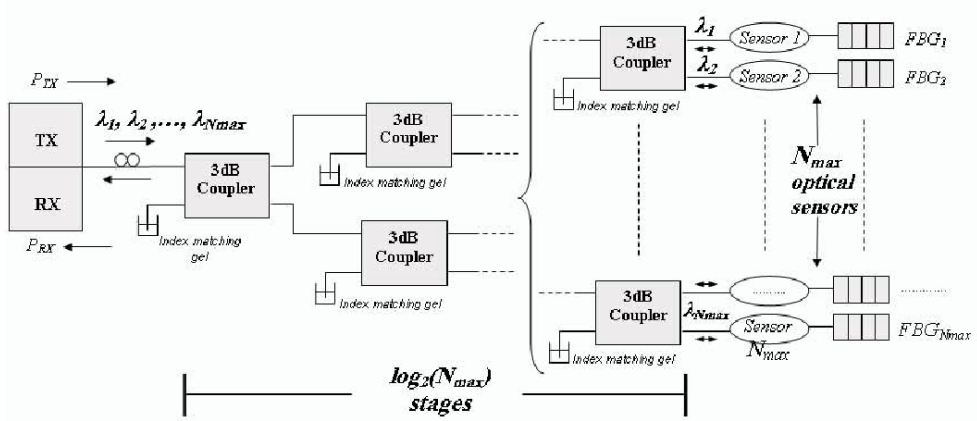 P_TX
TX
RX
P_RX
λ1, λ2 ,..., λNmax
3dB
Coupler
Index matching
gel
3dB
Coupler
Index matching gel
3dB
Coupler
Index matching gel
3dB
Coupler
Index matching gel
λ1
λ2
Sensor 1
Sensor 2
FBG1
FBG2
Nmax
optical
sensors
3dB
Coupler
Index matching gel
λNmax
..........
Sensor
Nmax
..........
FBGNmax
log2(Nmax)
stages